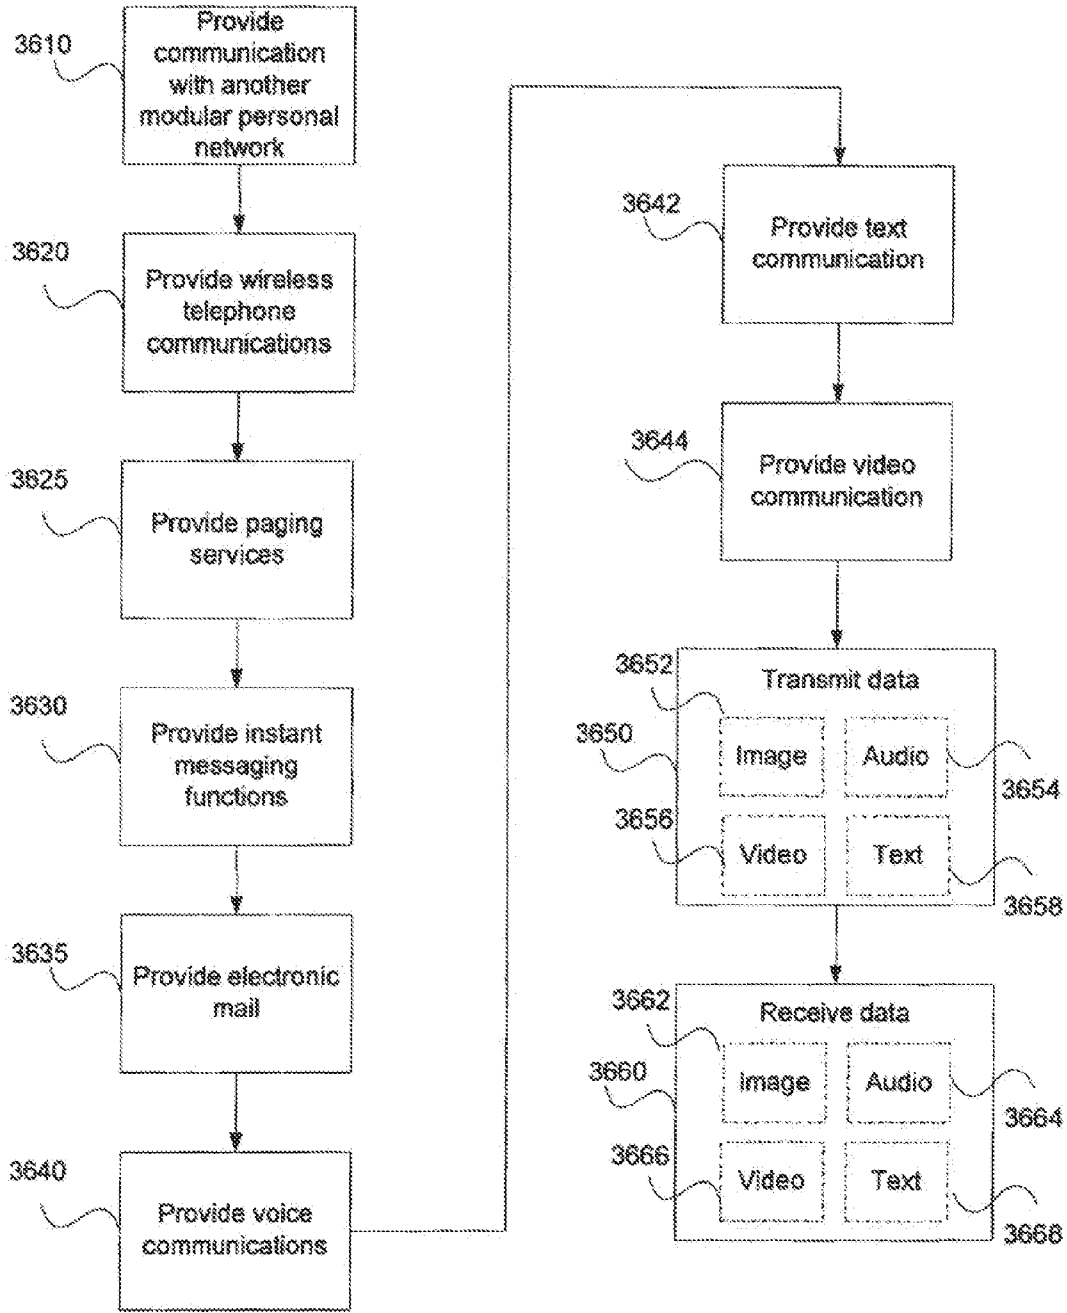 3610
Provide
communication
with another
modular personal
network
3620
Provide wireless
telephone
communications
3625
Provide paging
services
3630
Provide instant
messaging
functions
3635
Provide electronic
mail
3640
Provide voice
communications
3642
Provide text
communication
3644
Provide video
communication
3650
Transmit data
3652
Image
Audio
3654
3656
Video
Text
3658
3660
Receive data
3662
Image
Audio
3664
3666
Video
Text
3668